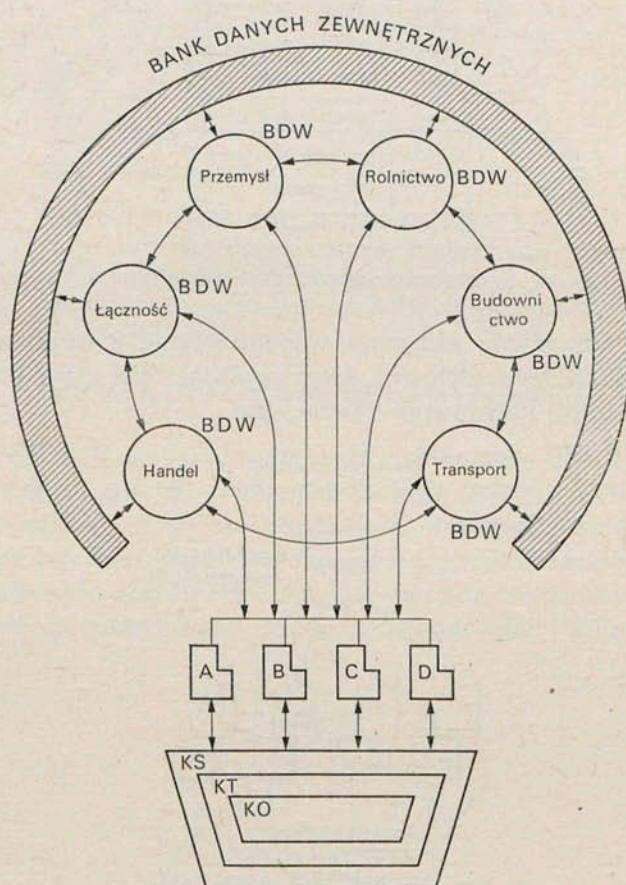 BANK DANYCH ZEWNĘTRZNYCH
BDW
Przemysł
Rolnictwo
BDW
Łączność
BDW
Budowni
ctwo
BDW
Handel
BDW
Transport
BDW
A
B
C
D
KS
KT
KO